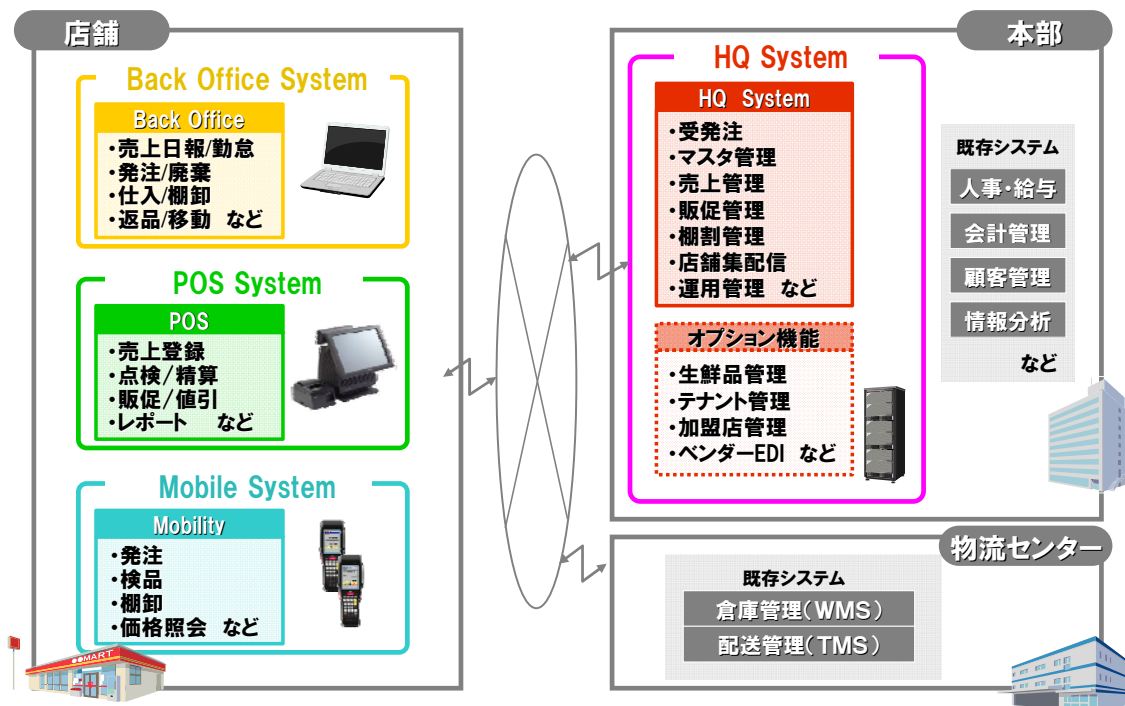 店舗
Back Office System
Back Office
・売上日報/勤怠
・発注/廃棄
・仕入/棚卸
・返品/移動 など
POS System
POS
・売上登録
・点検/精算
・販促/値引
・レポート など
Mobile System
Mobility
・発注
・検品
・棚卸
・価格照会 など
MART
本部
HQ System
HQ System
・受発注
・マスタ管理
・売上管理
・販促管理
・棚割管理
・店舗集配信
・運用管理 など
オプション機能
・生鮮品管理
・テナント管理
・加盟店管理
・ベンダーEDI など
既存システム
人事・給与
会計管理
顧客管理
情報分析
など
物流センター
既存システム
倉庫管理(WMS)
配送管理(TMS)